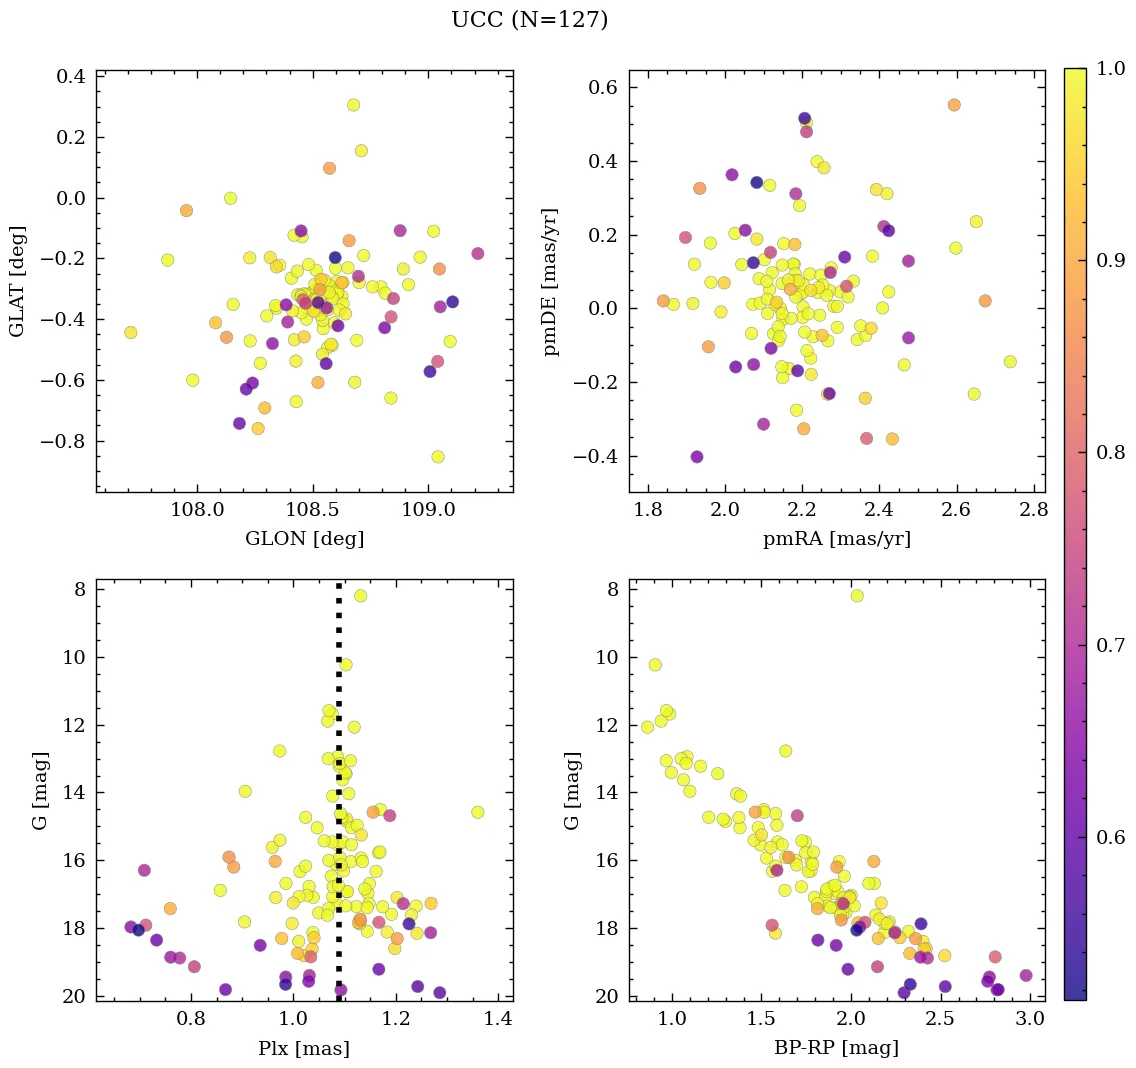 UCC (N=127)
0.4
0.2
0.0
−0.2
−0.4
−0.6
−0.8
GLAT [deg]
108.0 108.5 109.0
GLON [deg]
0.6
0.4
0.2
0.0
−0.2
−0.4
pmDE [mas/yr]
1.8 2.0 2.2 2.4 2.6 2.8
pmRA [mas/yr]
8
10
12
14
16
18
20
G [mag]
0.8 1.0 1.2 1.4
Plx [mas]
8
10
12
14
16
18
20
G [mag]
1.0 1.5 2.0 2.5 3.0
BP-RP [mag]
1.0
0.9
0.8
0.7
0.6